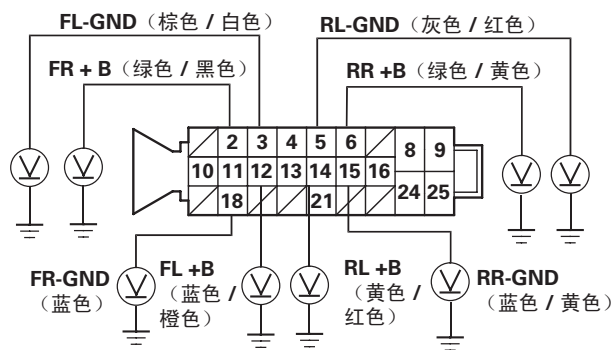 FL-GND（棕色 / 白色）
RL-GND（灰色 / 红色）
FR + B（绿色 / 黑色）
RR +B（绿色 / 黄色）
2 3 4 5 6 8 9
10 11 12 13 14 15 16
18 21 24 25
V V V V
V V V V
FR-GND
（蓝色）
FL +B
（蓝色 /
橙色）
RL +B
（黄色 /
红色）
RR-GND
（蓝色 / 黄色）